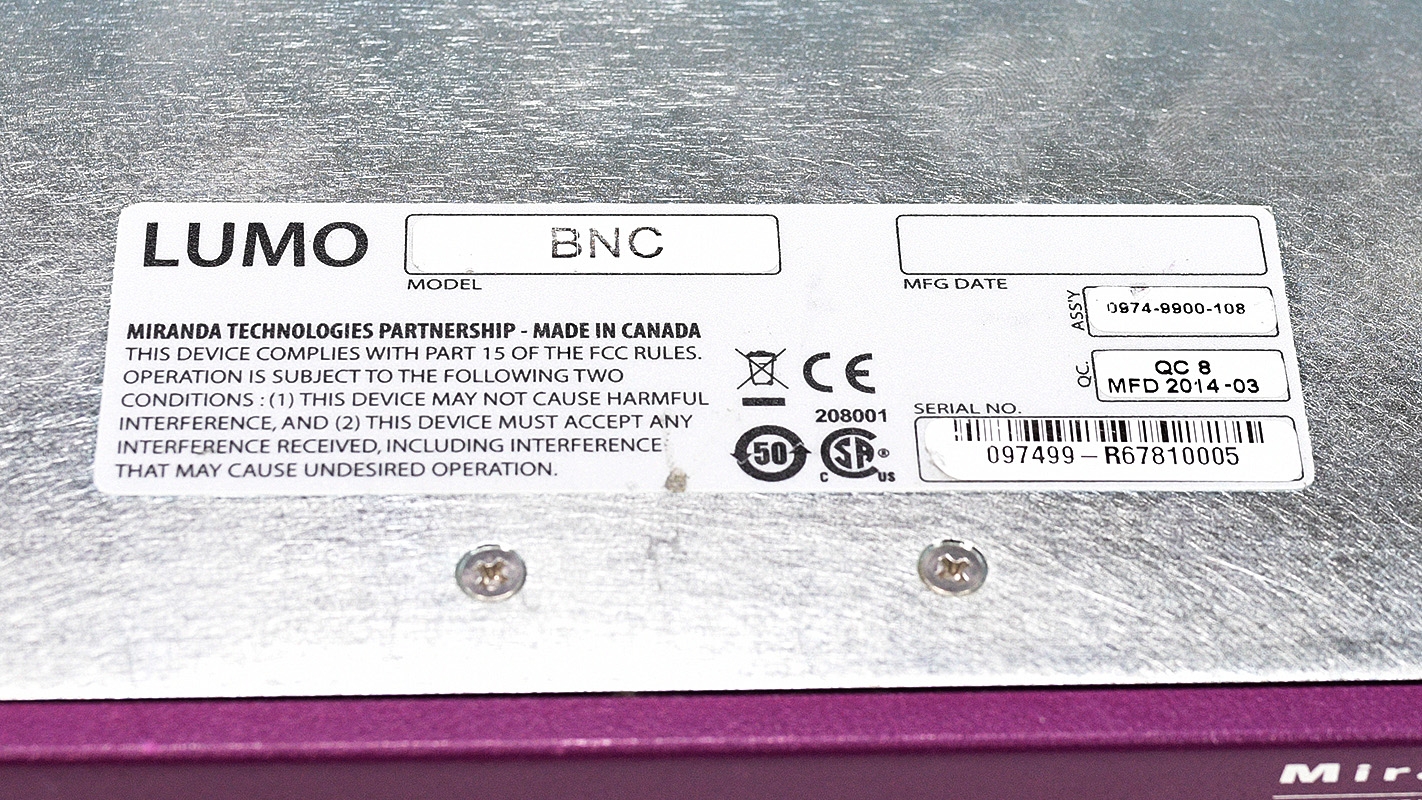 LUMO
BNC
MODEL
MFG DATE
ASS'Y
0974-9900-108
QC.
QC 8
MFD 2014-03
MIRANDA TECHNOLOGIES PARTNERSHIP - MADE IN CANADA
THIS DEVICE COMPLIES WITH PART 15 OF THE FCC RULES.
OPERATION IS SUBJECT TO THE FOLLOWING TWO
CONDITIONS : (1) THIS DEVICE MAY NOT CAUSE HARMFUL
INTERFERENCE, AND (2) THIS DEVICE MUST ACCEPT ANY
INTERFERENCE RECEIVED, INCLUDING INTERFERENCE
THAT MAY CAUSE UNDESIRED OPERATION.
CE
208001
50
C SA ® US
SERIAL NO.
097499-R67810005